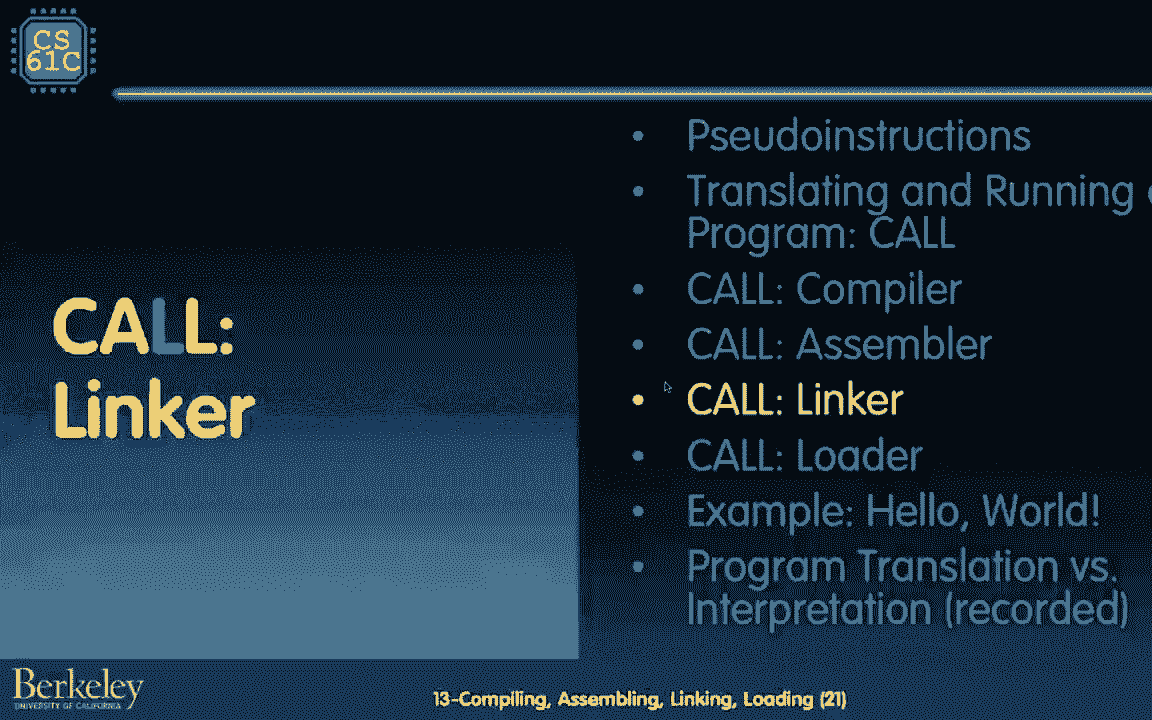 CS
61C
Pseudoinstructions
Translating and Running
Program: CALL
CALL: Compiler
CALL: Assembler
CALL: Linker
CALL: Loader
Example: Hello, World!
Program Translation vs.
Interpretation (recorded)
CALL:
Linker
Berkeley
UNIVERSITY OF CALIFORNIA
13-Compiling, Assembling, Linking, Loading (21)